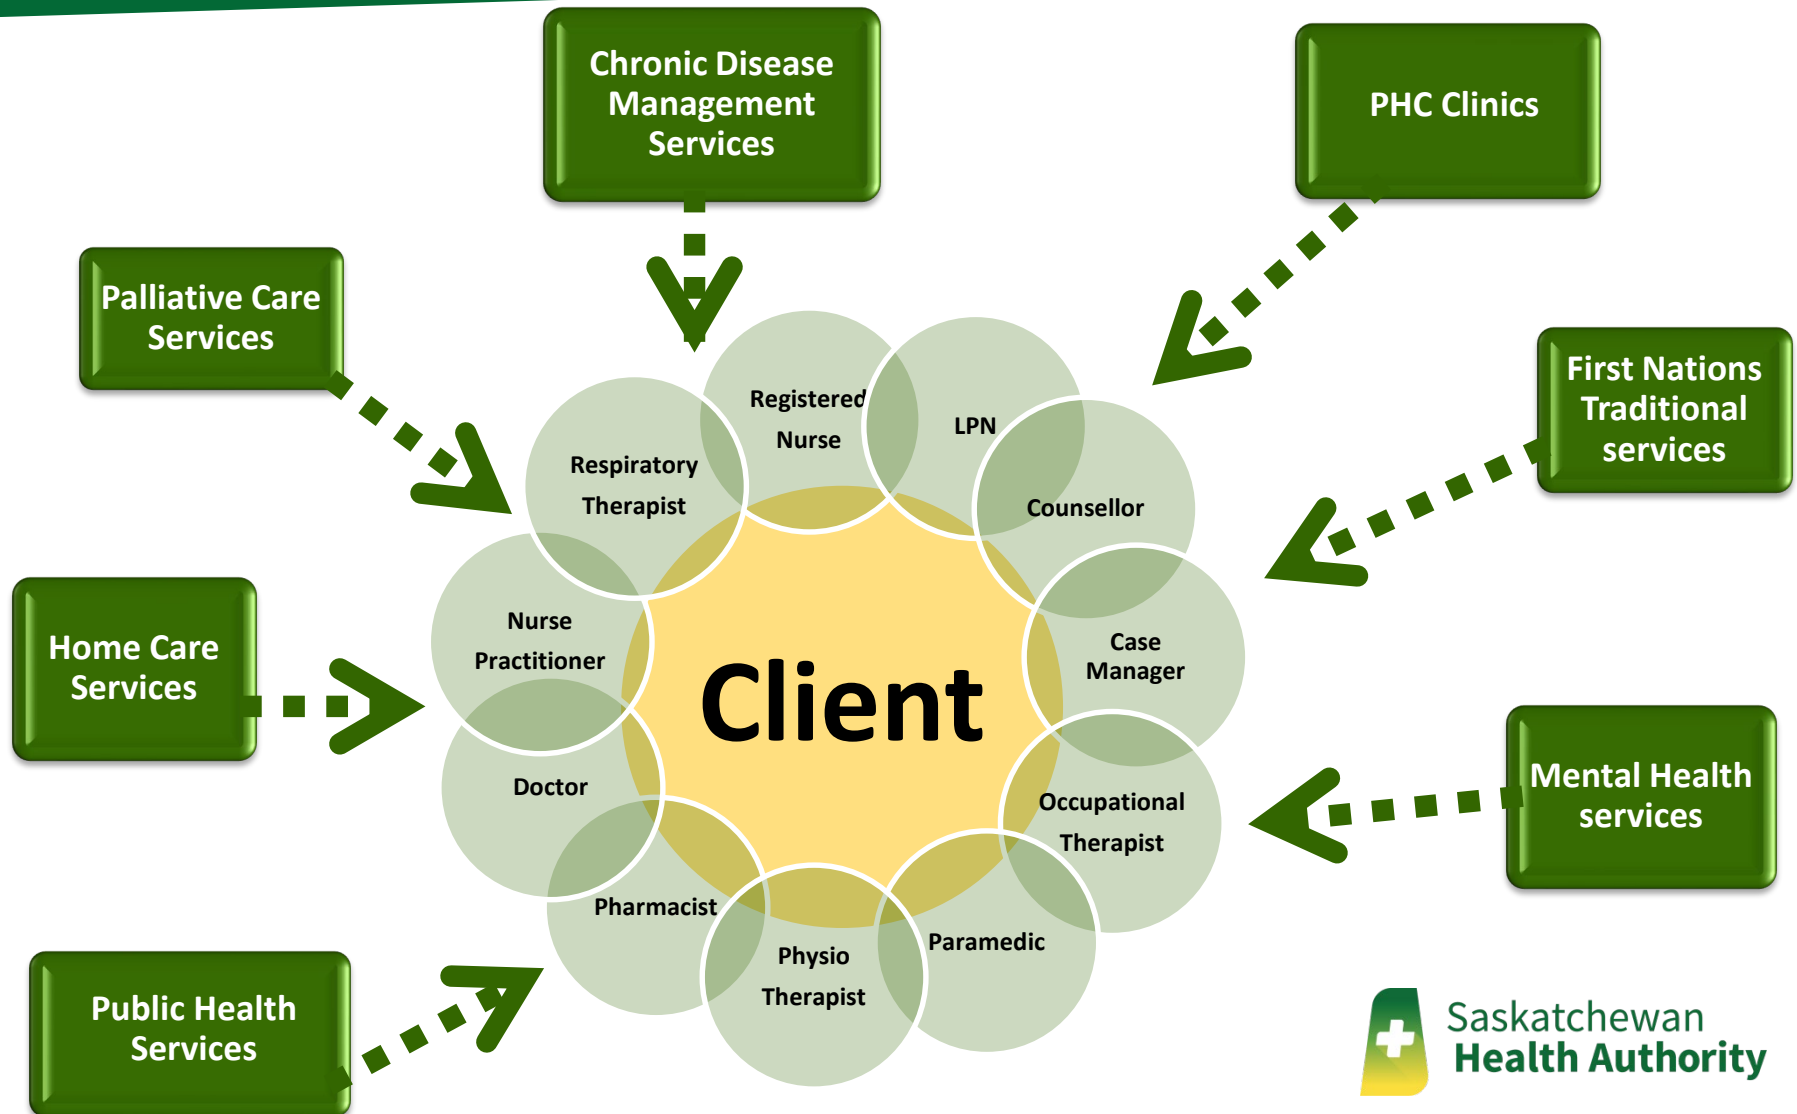 Chronic Disease
Management
Services
PHC Clinics
Palliative Care
Services
First Nations
Traditional
services
Home Care
Services
Mental Health
services
Public Health
Services
Registered
Nurse
LPN
Counsellor
Case
Manager
Occupational
Therapist
Paramedic
Physio
Therapist
Pharmacist
Doctor
Nurse
Practitioner
Respiratory
Therapist
Client
Saskatchewan
Health Authority